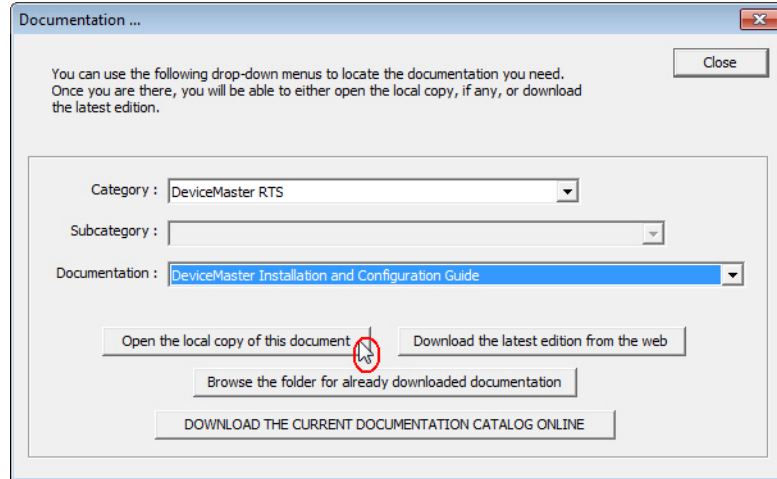 Documentation ...
Close
You can use the following drop-down menus to locate the documentation you need.
Once you are there, you will be able to either open the local copy, if any, or download
the latest edition.
Category : DeviceMaster RTS
Subcategory :
Documentation : DeviceMaster Installation and Configuration Guide
Open the local copy of this document Download the latest edition from the web
Browse the folder for already downloaded documentation
DOWNLOAD THE CURRENT DOCUMENTATION CATALOG ONLINE